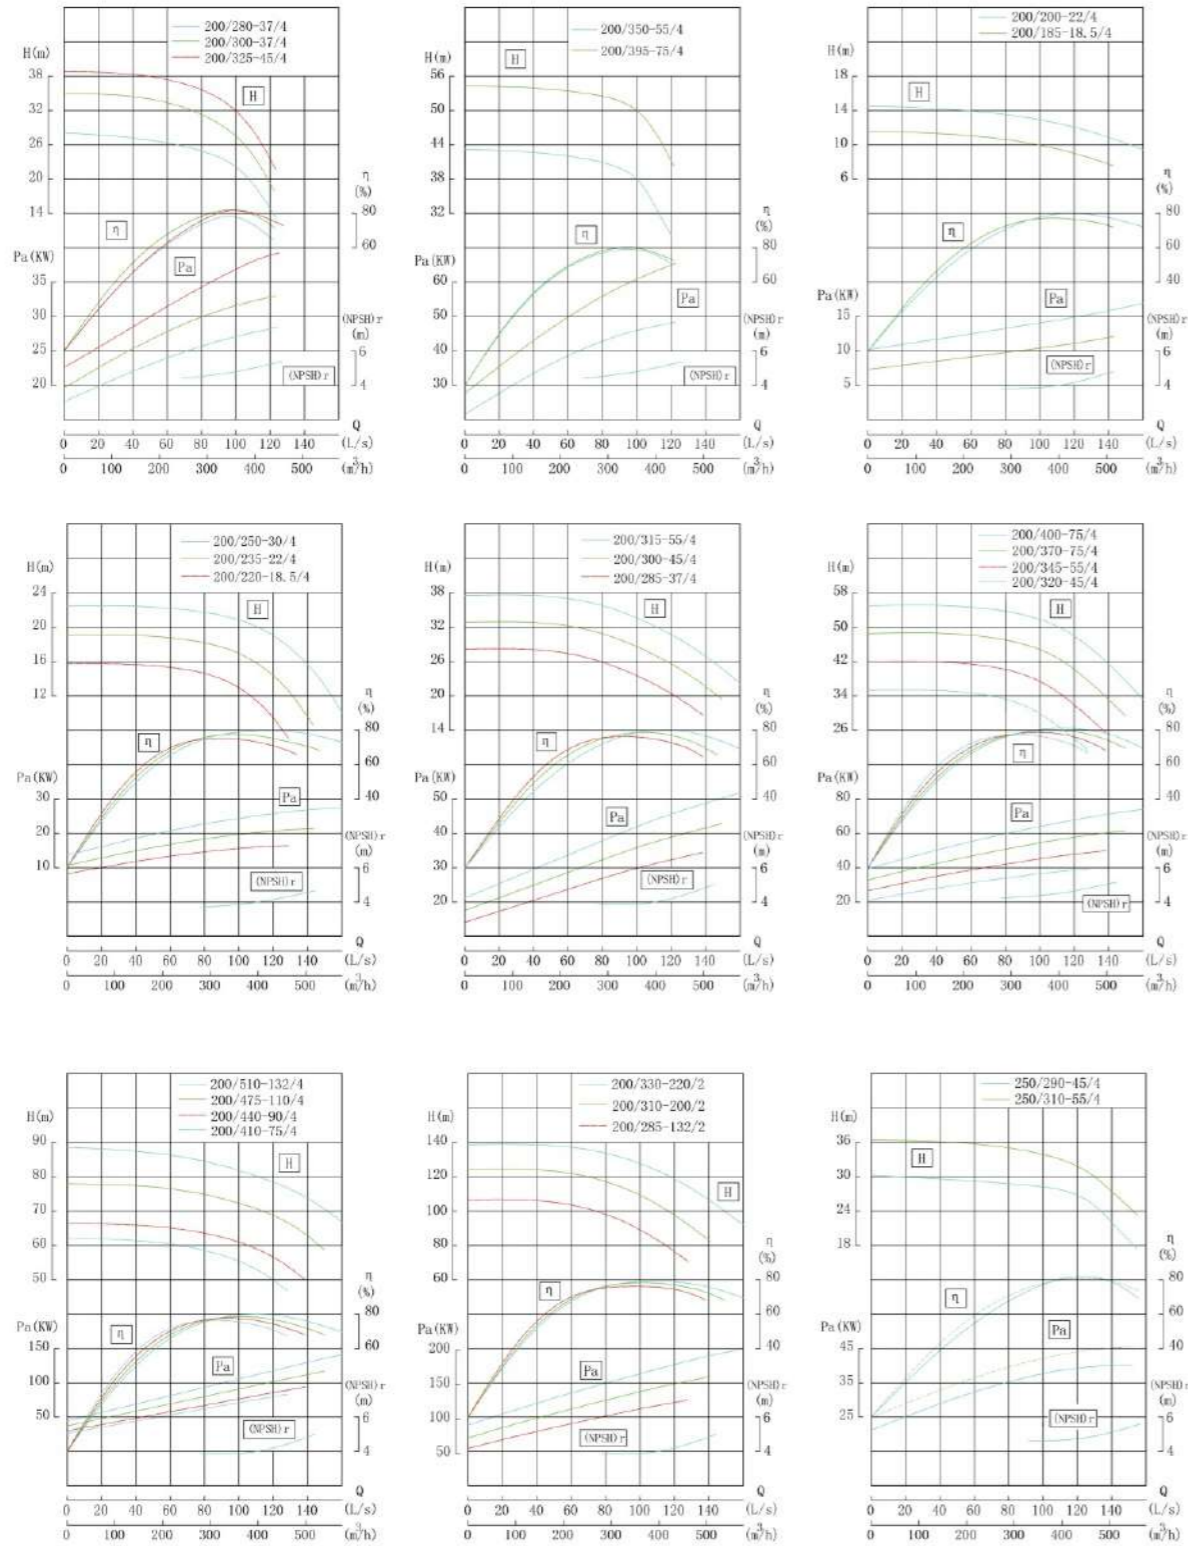 200/280-37/4
200/300-37/4
200/325-45/4
H(m)
38
32
26
20
14
H
η
(%)
80
60
η
Pa
Pa(KW)
35
30
25
20
(NPSH)r
(m)
6
4
(NPSH)r
Q
0 20 40 60 80 100 120 140 (L/s)
0 100 200 300 400 500 (m³/h)
200/350-55/4
200/395-75/4
H(m)
56
50
44
38
32
H
η
(%)
80
60
η
Pa
Pa(KW)
60
50
40
30
(NPSH)r
(m)
6
4
(NPSH)r
Q
0 20 40 60 80 100 120 140 (L/s)
0 100 200 300 400 500 (m³/h)
200/200-22/4
200/185-18.5/4
H(m)
18
14
10
6
H
η
(%)
80
60
40
η
Pa
Pa(KW)
15
10
5
(NPSH)r
(m)
6
4
(NPSH)r
Q
0 20 40 60 80 100 120 140 (L/s)
0 100 200 300 400 500 (m³/h)
200/250-30/4
200/235-22/4
200/220-18.5/4
H(m)
24
20
16
12
H
η
(%)
80
60
40
η
Pa
Pa(KW)
30
20
10
(NPSH)r
(m)
6
4
(NPSH)r
Q
0 20 40 60 80 100 120 140 (L/s)
0 100 200 300 400 500 (m³/h)
200/315-55/4
200/300-45/4
200/285-37/4
H(m)
38
32
26
20
14
H
η
(%)
80
60
40
η
Pa
Pa(KW)
50
40
30
20
(NPSH)r
(m)
6
4
(NPSH)r
Q
0 20 40 60 80 100 120 140 (L/s)
0 100 200 300 400 500 (m³/h)
200/400-75/4
200/370-75/4
200/345-55/4
200/320-45/4
H(m)
58
50
42
34
26
H
η
(%)
80
60
40
η
Pa
Pa(KW)
80
60
40
20
(NPSH)r
(m)
6
4
(NPSH)r
Q
0 20 40 60 80 100 120 140 (L/s)
0 100 200 300 400 500 (m³/h)
200/510-132/4
200/475-110/4
200/440-90/4
200/410-75/4
H(m)
90
80
70
60
50
H
η
(%)
80
60
η
Pa
Pa(KW)
150
100
50
(NPSH)r
(m)
6
4
(NPSH)r
Q
0 20 40 60 80 100 120 140 (L/s)
0 100 200 300 400 500 (m³/h)
200/330-220/2
200/310-200/2
200/285-132/2
H(m)
140
120
100
80
60
H
η
(%)
80
60
40
η
Pa
Pa(KW)
200
150
100
50
(NPSH)r
(m)
6
4
(NPSH)r
Q
0 20 40 60 80 100 120 140 (L/s)
0 100 200 300 400 500 (m³/h)
250/290-45/4
250/310-55/4
H(m)
36
30
24
18
H
η
(%)
80
60
40
η
Pa
Pa(KW)
45
35
25
(NPSH)r
(m)
6
4
(NPSH)r
Q
0 20 40 60 80 100 120 140 (L/s)
0 100 200 300 400 500 (m³/h)